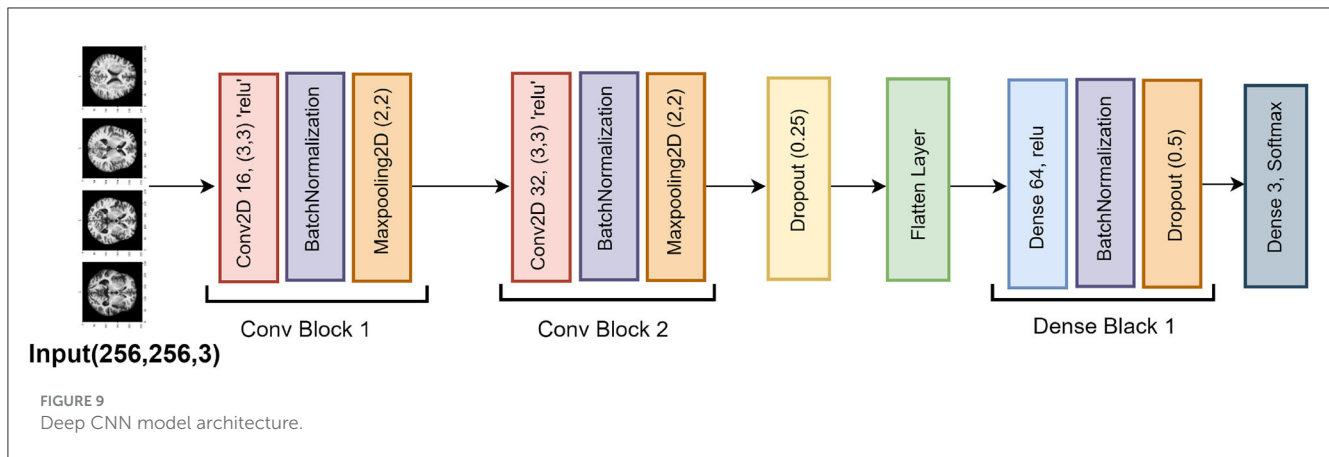 Conv2D 16, (3,3) 'relu'
BatchNormalization
Maxpooling2D (2,2)
Conv Block 1
Conv2D 32, (3,3) 'relu'
BatchNormalization
Maxpooling2D (2,2)
Conv Block 2
Dropout (0.25)
Flatten Layer
Dense 64, relu
BatchNormalization
Dropout (0.5)
Dense Black 1
Dense 3, Softmax
Input(256,256,3)
FIGURE 9
Deep CNN model architecture.